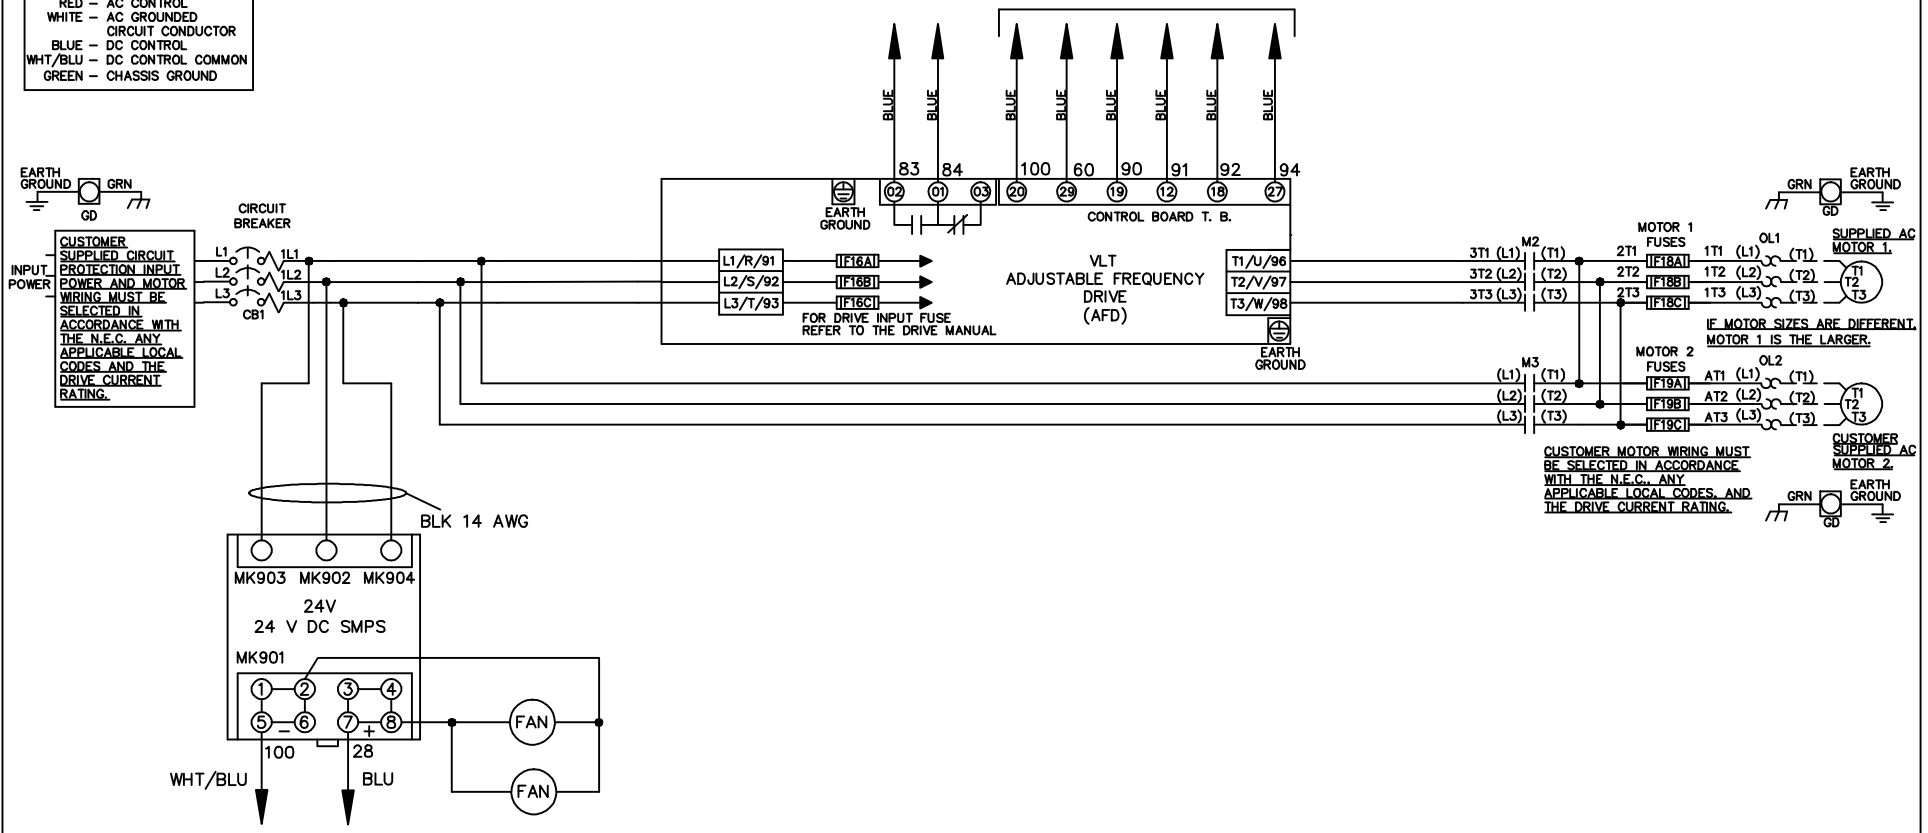 RED – AC CONTROL
WHITE – AC GROUNDED
CIRCUIT CONDUCTOR
BLUE – DC CONTROL
WHT/BLU – DC CONTROL COMMON
GREEN – CHASSIS GROUND
BLUE
BLUE
BLUE
BLUE
BLUE
BLUE
BLUE
BLUE
83
84
100
60
90
91
92
94
02
01
03
20
29
19
12
18
27
EARTH
GROUND
CONTROL BOARD T. B.
EARTH
GROUND
GRN
GD
CIRCUIT
BREAKER
INPUT
POWER
CUSTOMER
SUPPLIED CIRCUIT
PROTECTION INPUT
POWER AND MOTOR
WIRING MUST BE
SELECTED IN
ACCORDANCE WITH
THE N.E.C. ANY
APPLICABLE LOCAL
CODES AND THE
DRIVE CURRENT
RATING.
L1
L2
L3
CB1
1L1
1L2
1L3
L1/R/91
L2/S/92
L3/T/93
F16A
F16B
F16C
FOR DRIVE INPUT FUSE
REFER TO THE DRIVE MANUAL
VLT
ADJUSTABLE FREQUENCY
DRIVE
(AFD)
T1/U/96
T2/V/97
T3/W/98
EARTH
GROUND
M2
3T1 (L1) (T1)
3T2 (L2) (T2)
3T3 (L3) (T3)
MOTOR 1
FUSES
2T1 F18A 1T1 (L1)
2T2 F18B 1T2 (L2)
2T3 F18C 1T3 (L3)
OL1
(T1)
(T2)
(T3)
GRN
GD
EARTH
GROUND
SUPPLIED AC
MOTOR 1.
T1
T2
T3
IF MOTOR SIZES ARE DIFFERENT,
MOTOR 1 IS THE LARGER.
M3
(L1) (T1)
(L2) (T2)
(L3) (T3)
MOTOR 2
FUSES
F19A AT1 (L1)
F19B AT2 (L2)
F19C AT3 (L3)
OL2
(T1)
(T2)
(T3)
T1
T2
T3
CUSTOMER
SUPPLIED AC
MOTOR 2.
CUSTOMER MOTOR WIRING MUST
BE SELECTED IN ACCORDANCE
WITH THE N.E.C., ANY
APPLICABLE LOCAL CODES, AND
THE DRIVE CURRENT RATING.
GRN
GD
EARTH
GROUND
BLK 14 AWG
MK903 MK902 MK904
24V
24 V DC SMPS
MK901
1 2 3 4
5 – 6 7 + 8
100
28
WHT/BLU
BLU
FAN
FAN